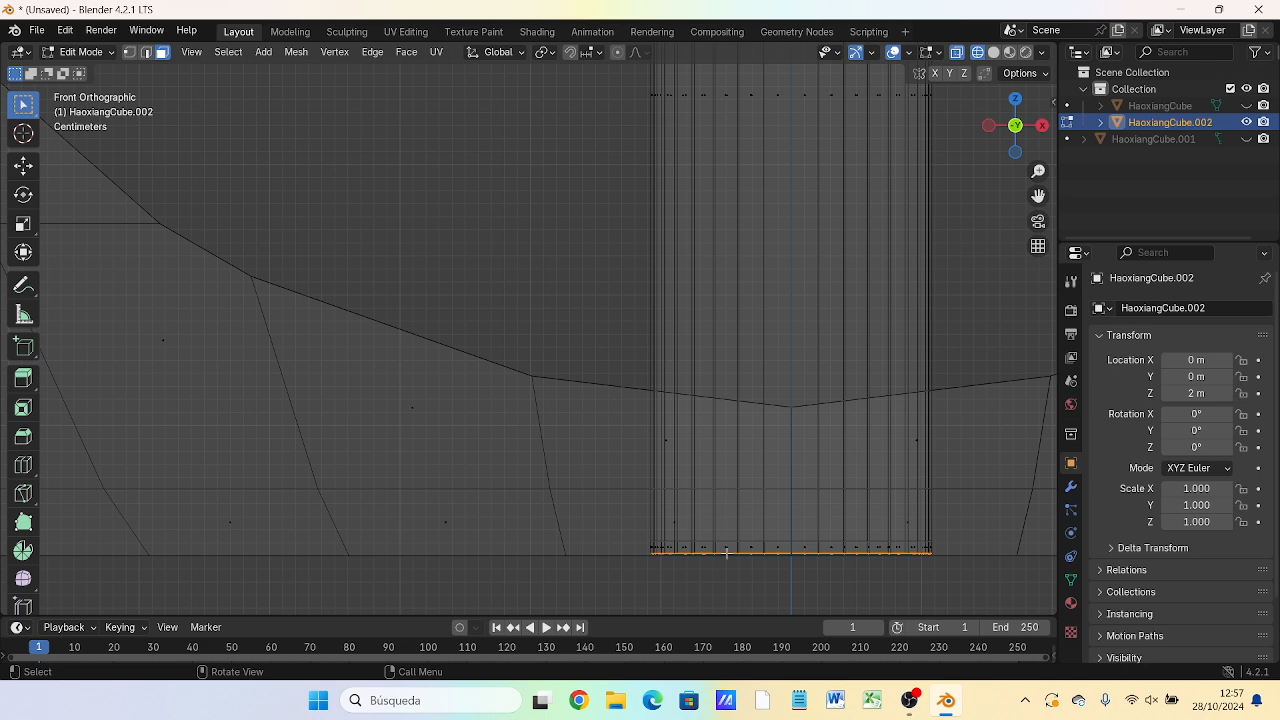 * (Unsaved) - Blender 4.2.1 LTS
File Edit Render Window Help Layout Modeling Sculpting UV Editing Texture Paint Shading Animation Rendering Compositing Geometry Nodes Scripting + Scene ViewLayer
Edit Mode View Select Add Mesh Vertex Edge Face UV Global Search
X Y Z Options
Front Orthographic
(1) HaoxiangCube.002
Centimeters
Z
-Y
X
Scene Collection
Collection
HaoxiangCube
HaoxiangCube.002
HaoxiangCube.001
Search
HaoxiangCube.002
HaoxiangCube.002
Transform
Location X 0 m
Y 0 m
Z 2 m
Rotation X 0°
Y 0°
Z 0°
Mode XYZ Euler
Scale X 1.000
Y 1.000
Z 1.000
Delta Transform
Relations
Collections
Instancing
Motion Paths
Visibility
Playback Keying View Marker 1 Start 1 End 250
1 10 20 30 40 50 60 70 80 90 100 110 120 130 140 150 160 170 180 190 200 210 220 230 240 250
Select Rotate View Call Menu 4.2.1
Búsqueda
12:57
28/10/2024